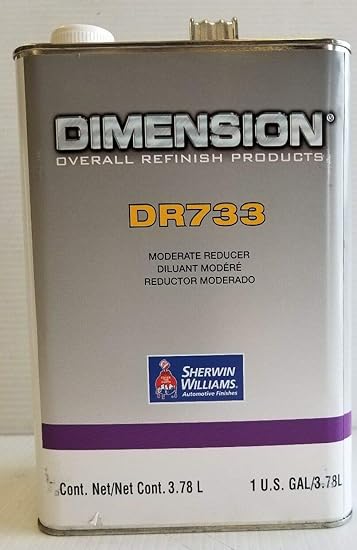 DIMENSION®
OVERALL REFINISH PRODUCTS
DR733
MODERATE REDUCER
DILUANT MODÉRÉ
REDUCTOR MODERADO
SHERWIN
WILLIAMS.
Automotive Finishes
Cont. Net/Net Cont. 3.78 L
1 U.S. GAL/3.78L